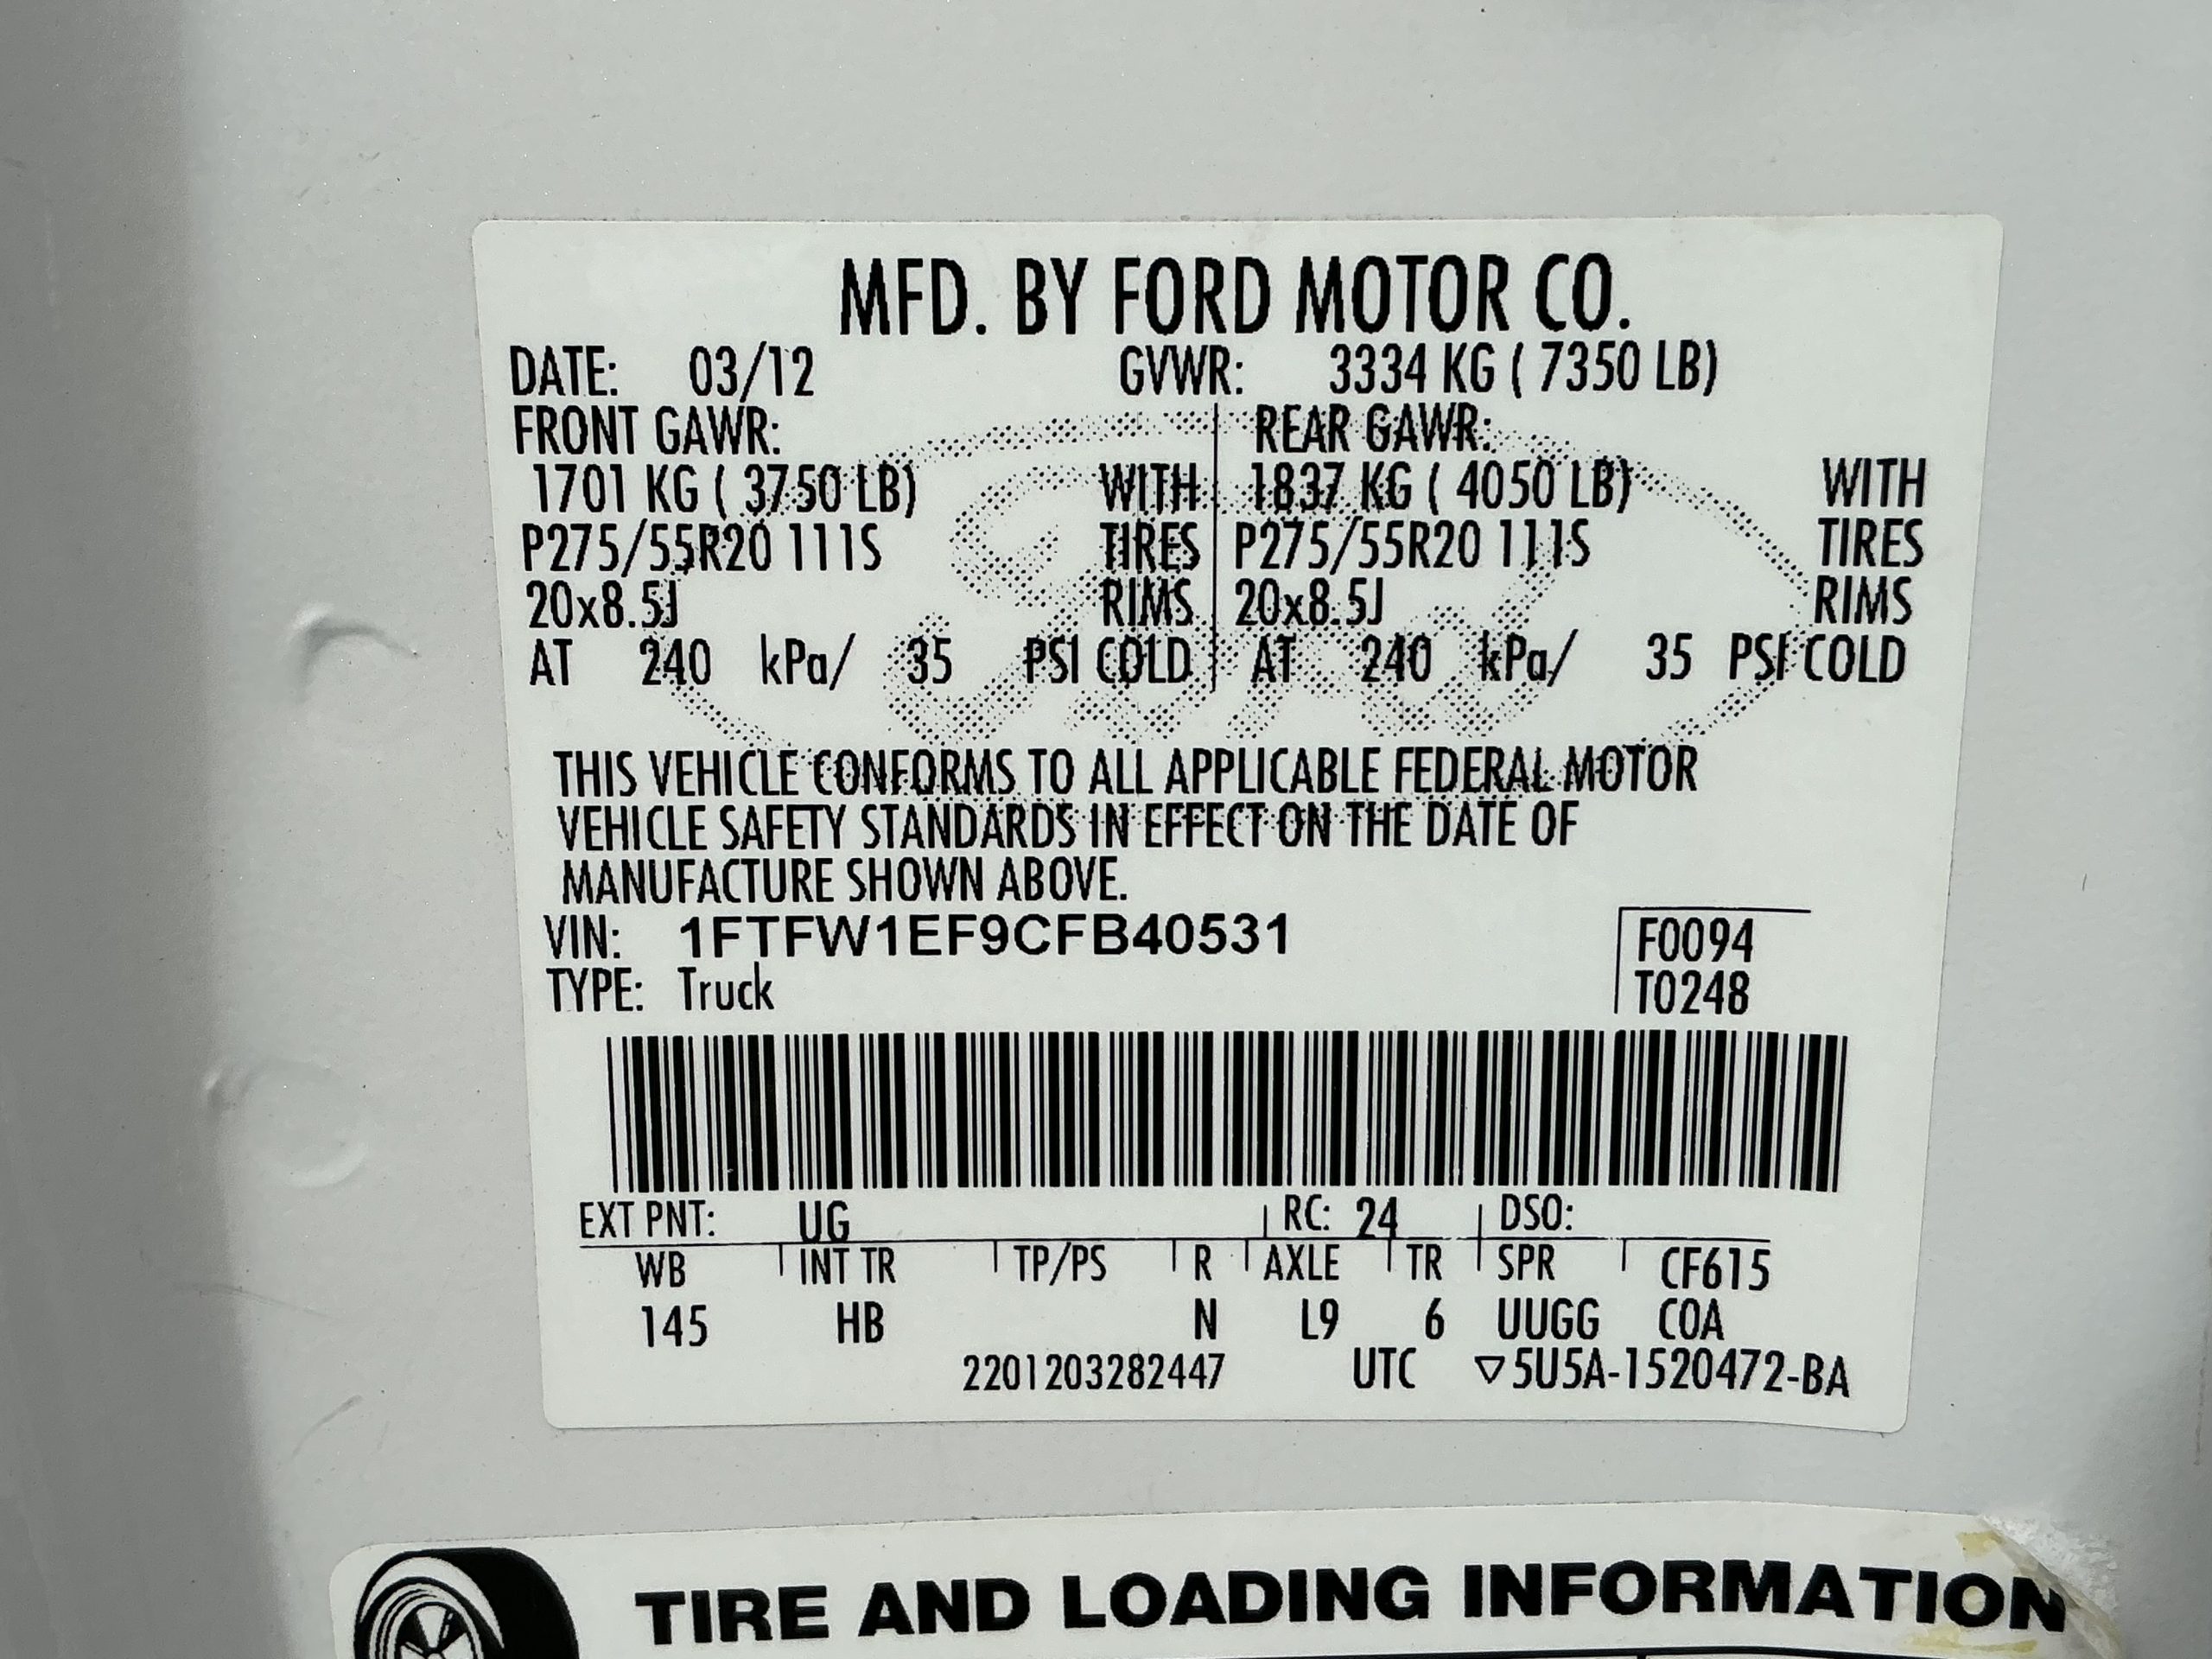 MFD. BY FORD MOTOR CO.
DATE: 03/12 GVWR: 3334 KG ( 7350 LB)
FRONT GAWR: REAR GAWR:
1701 KG ( 3750 LB) WITH 1837 KG ( 4050 LB) WITH
P275/55R20 111S TIRES P275/55R20 111S TIRES
20x8.5J RIMS 20x8.5J RIMS
AT 240 kPa/ 35 PSI COLD AT 240 kPa/ 35 PSI COLD
THIS VEHICLE CONFORMS TO ALL APPLICABLE FEDERAL MOTOR
VEHICLE SAFETY STANDARDS IN EFFECT ON THE DATE OF
MANUFACTURE SHOWN ABOVE.
VIN: 1FTFW1EF9CFB40531 F0094
TYPE: Truck T0248
EXT PNT: UG RC: 24 DSO:
WB INT TR TP/PS R AXLE TR SPR CF615
145 HB N L9 6 UUGG COA
2201203282447 UTC ▽5U5A-1520472-BA
TIRE AND LOADING INFORMATION